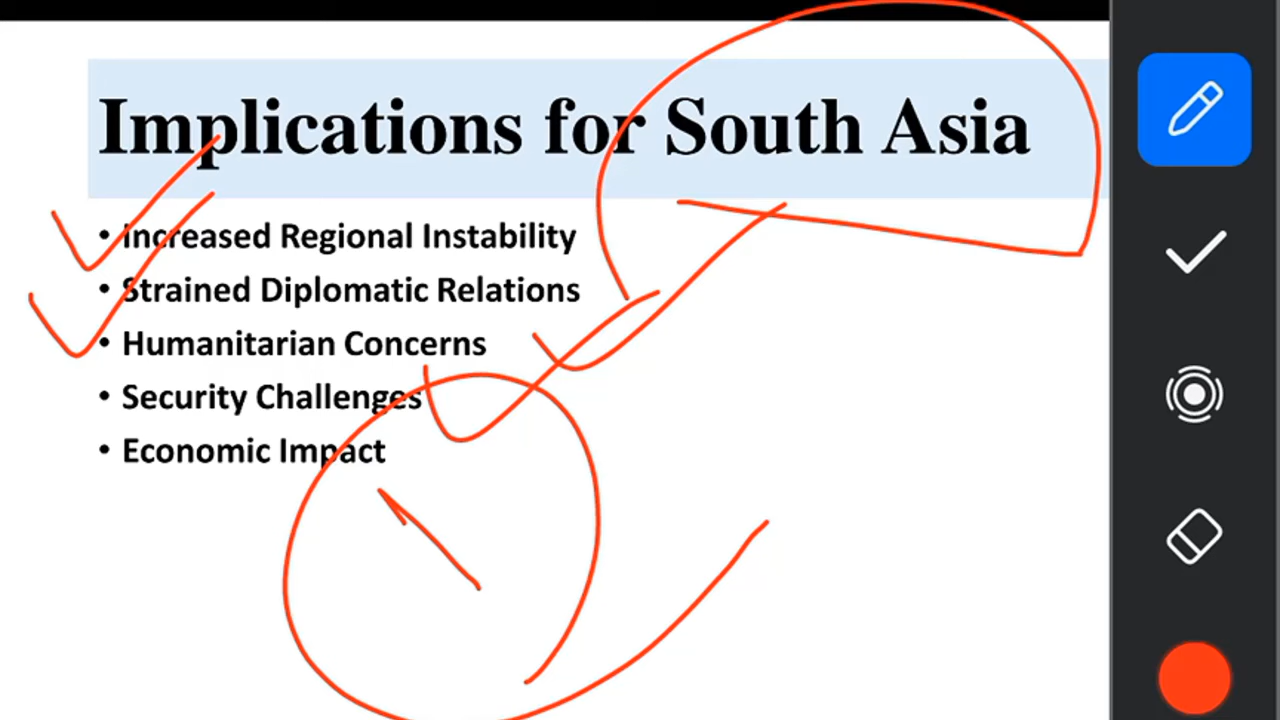 Implications for South Asia
• Increased Regional Instability
• Strained Diplomatic Relations
• Humanitarian Concerns
• Security Challenges
• Economic Impact